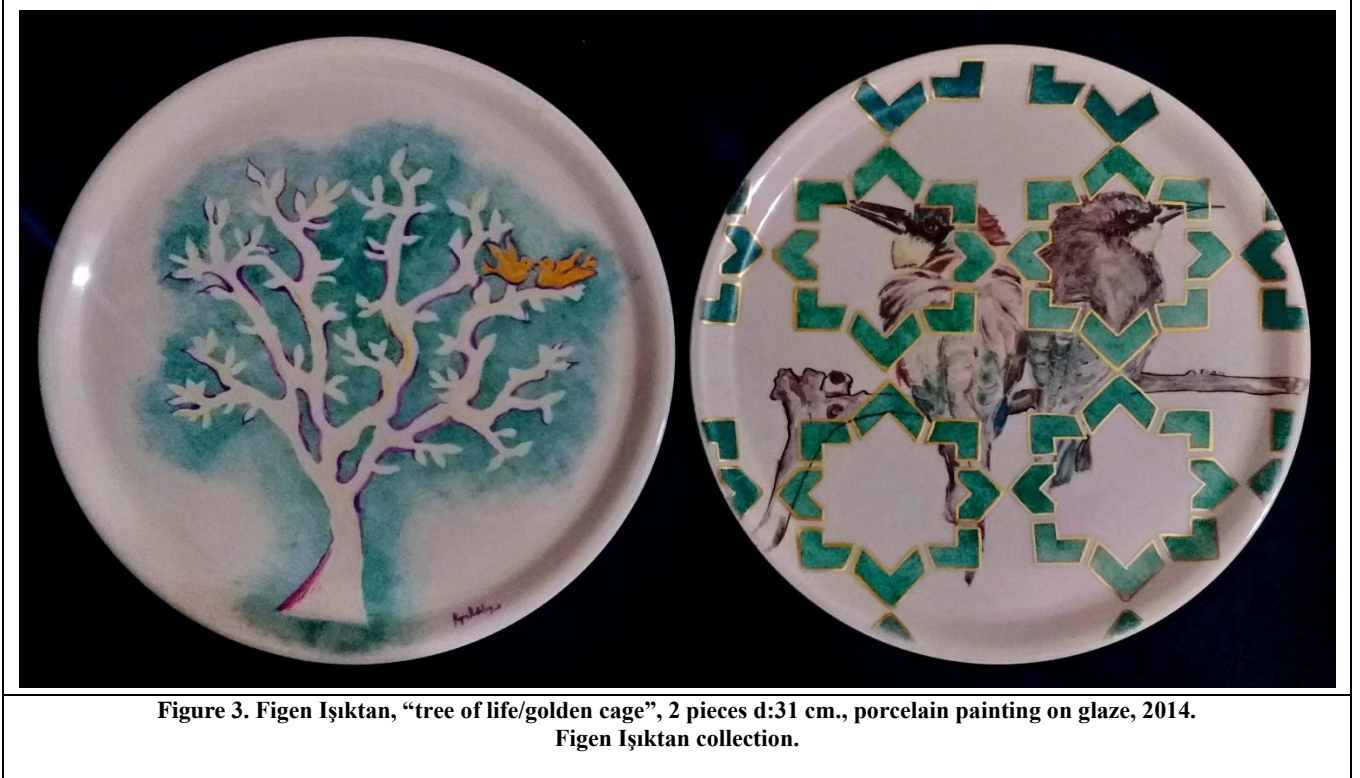 Figure 3. Figen Işıktan, “tree of life/golden cage”, 2 pieces d:31 cm., porcelain painting on glaze, 2014.
Figen Işıktan collection.